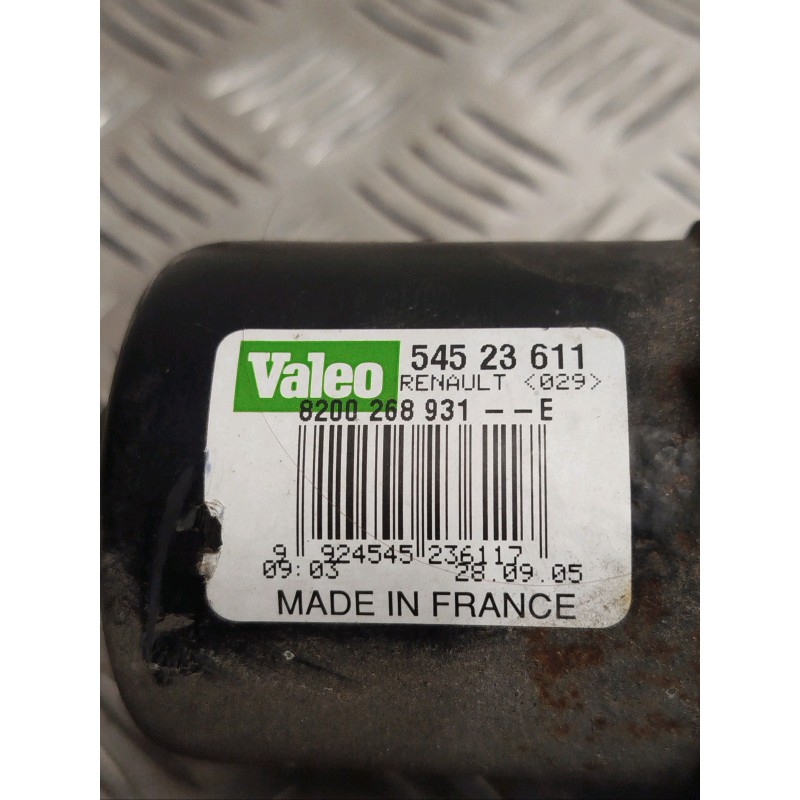 Valeo 545 23 611
RENAULT <029>
8200 268 931 -- E
9 924545 236117
09:03 28.09.05
MADE IN FRANCE